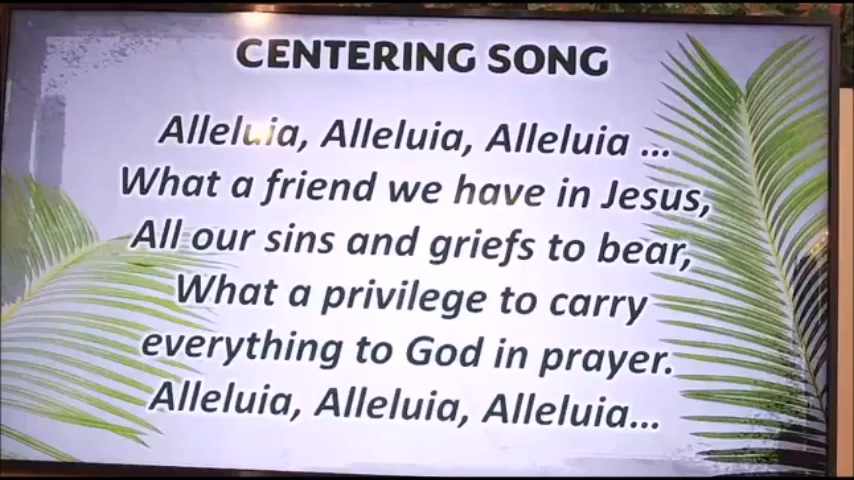 CENTERING SONG
Alleluia, Alleluia, Alleluia ...
What a friend we have in Jesus,
All our sins and griefs to bear,
What a privilege to carry
everything to God in prayer.
Alleluia, Alleluia, Alleluia...